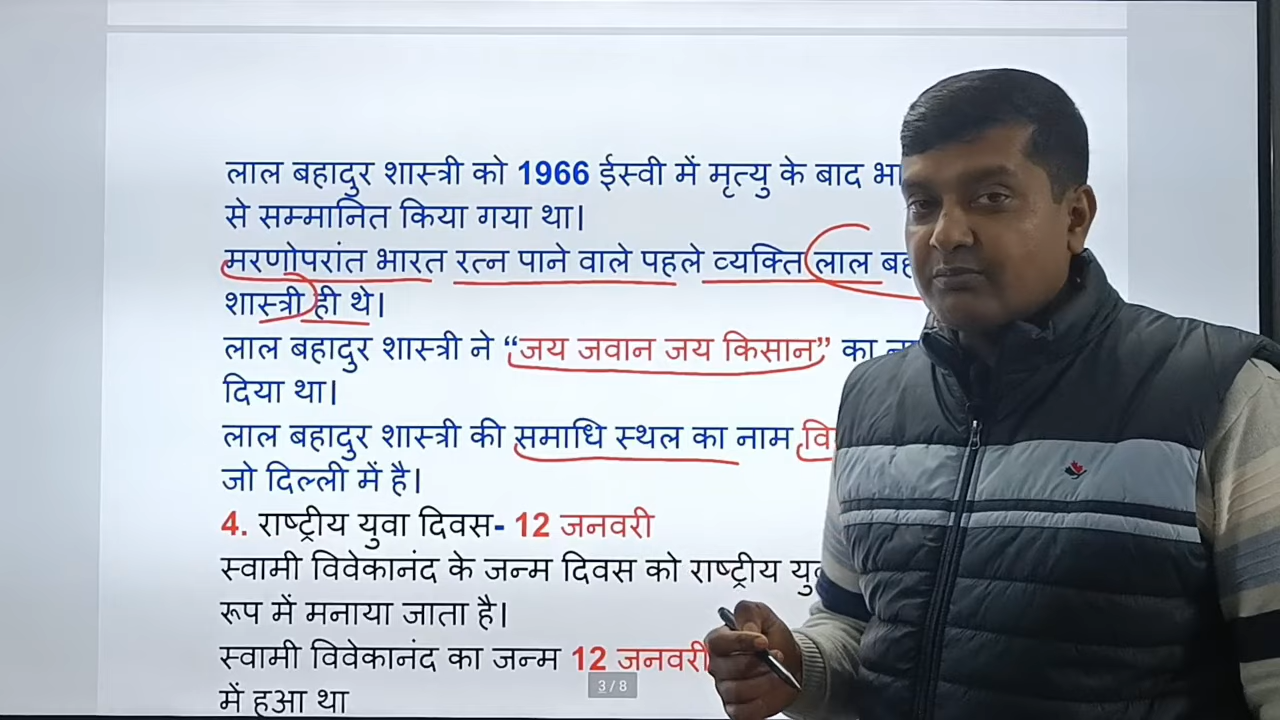 लाल बहादुर शास्त्री को 1966 ईस्वी में मृत्यु के बाद
से सम्मानित किया गया था।
मरणोपरांत भारत रत्न पाने वाले पहले व्यक्ति लाल
शास्त्री ही थे।
लाल बहादुर शास्त्री ने “जय जवान जय किसान” का
दिया था।
लाल बहादुर शास्त्री की समाधि स्थल का नाम
जो दिल्ली में है।
4. राष्ट्रीय युवा दिवस- 12 जनवरी
स्वामी विवेकानंद के जन्म दिवस को राष्ट्रीय
रूप में मनाया जाता है।
स्वामी विवेकानंद का जन्म 12 जनवरी
में हुआ था
3 / 8